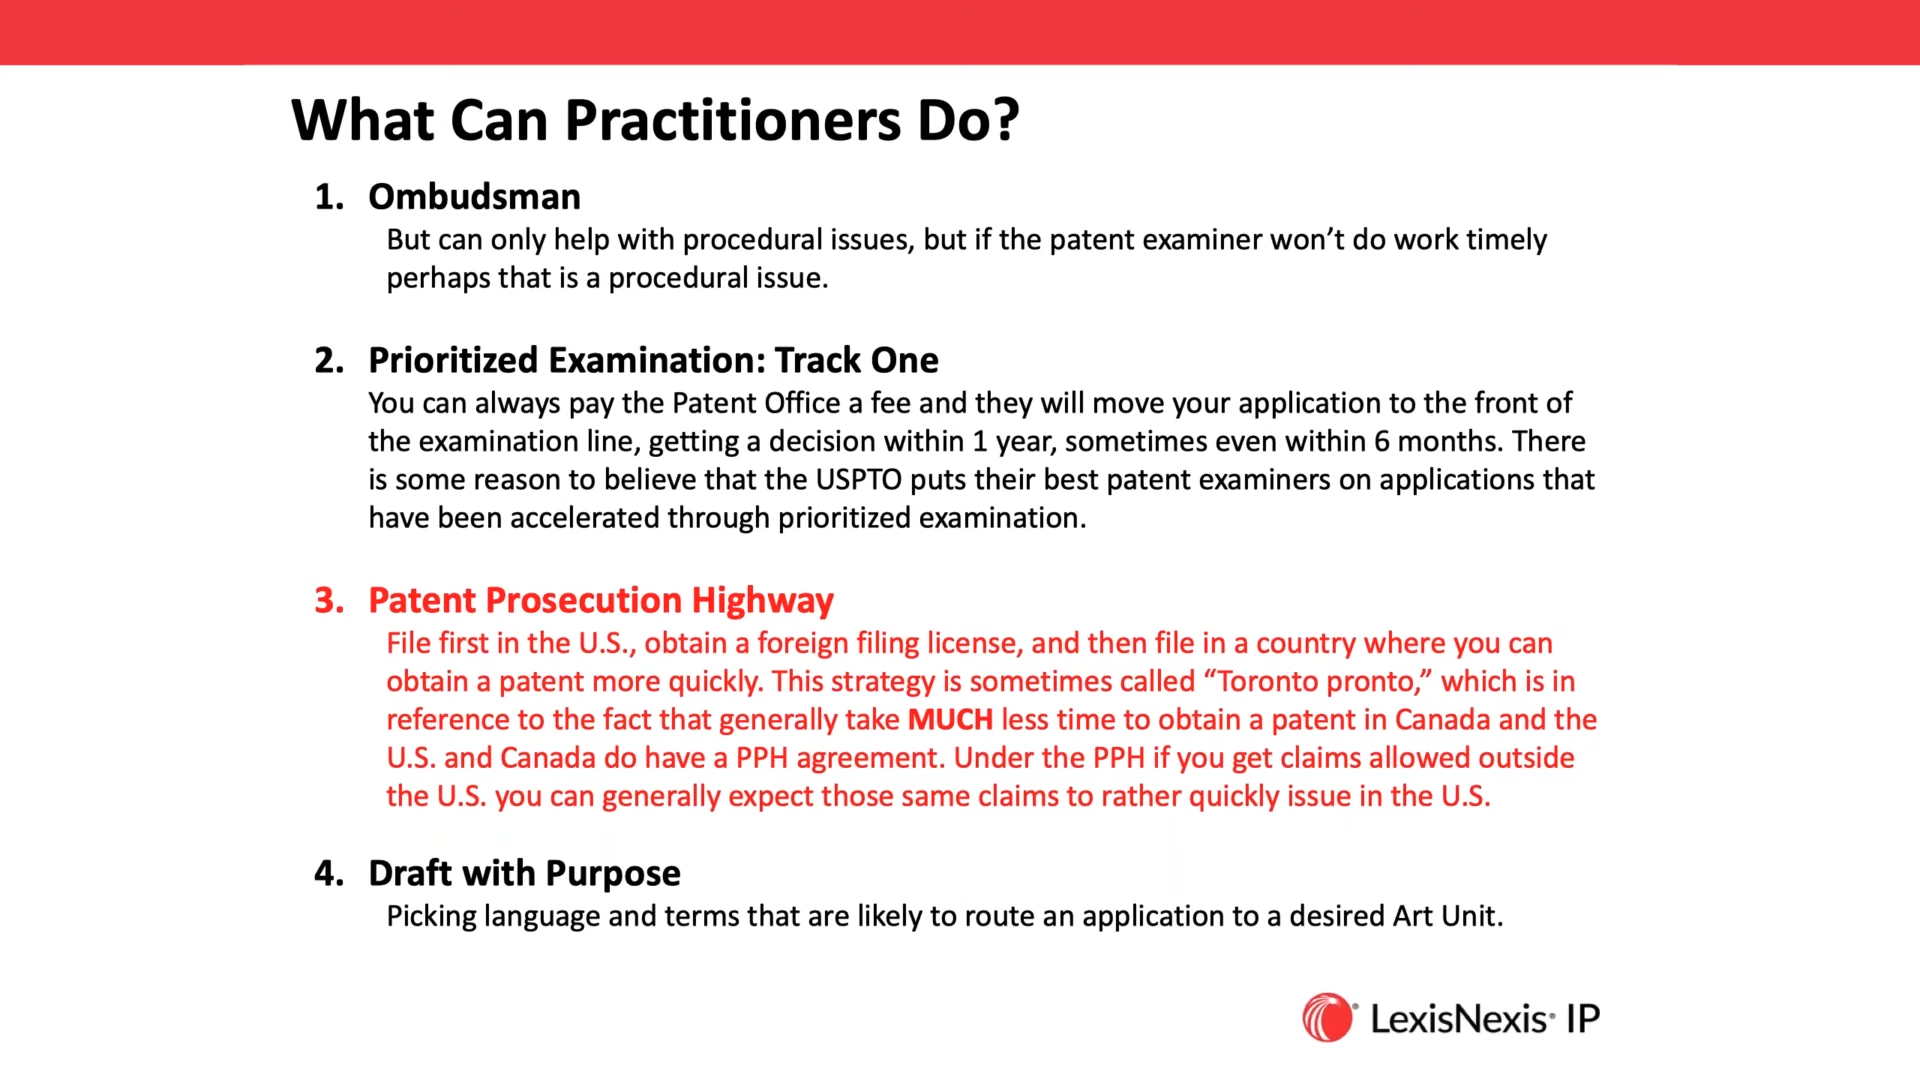 What Can Practitioners Do?
1. Ombudsman
But can only help with procedural issues, but if the patent examiner won’t do work timely
perhaps that is a procedural issue.
2. Prioritized Examination: Track One
You can always pay the Patent Office a fee and they will move your application to the front of
the examination line, getting a decision within 1 year, sometimes even within 6 months. There
is some reason to believe that the USPTO puts their best patent examiners on applications that
have been accelerated through prioritized examination.
3. Patent Prosecution Highway
File first in the U.S., obtain a foreign filing license, and then file in a country where you can
obtain a patent more quickly. This strategy is sometimes called “Toronto pronto,” which is in
reference to the fact that generally take MUCH less time to obtain a patent in Canada and the
U.S. and Canada do have a PPH agreement. Under the PPH if you get claims allowed outside
the U.S. you can generally expect those same claims to rather quickly issue in the U.S.
4. Draft with Purpose
Picking language and terms that are likely to route an application to a desired Art Unit.
LexisNexis® IP